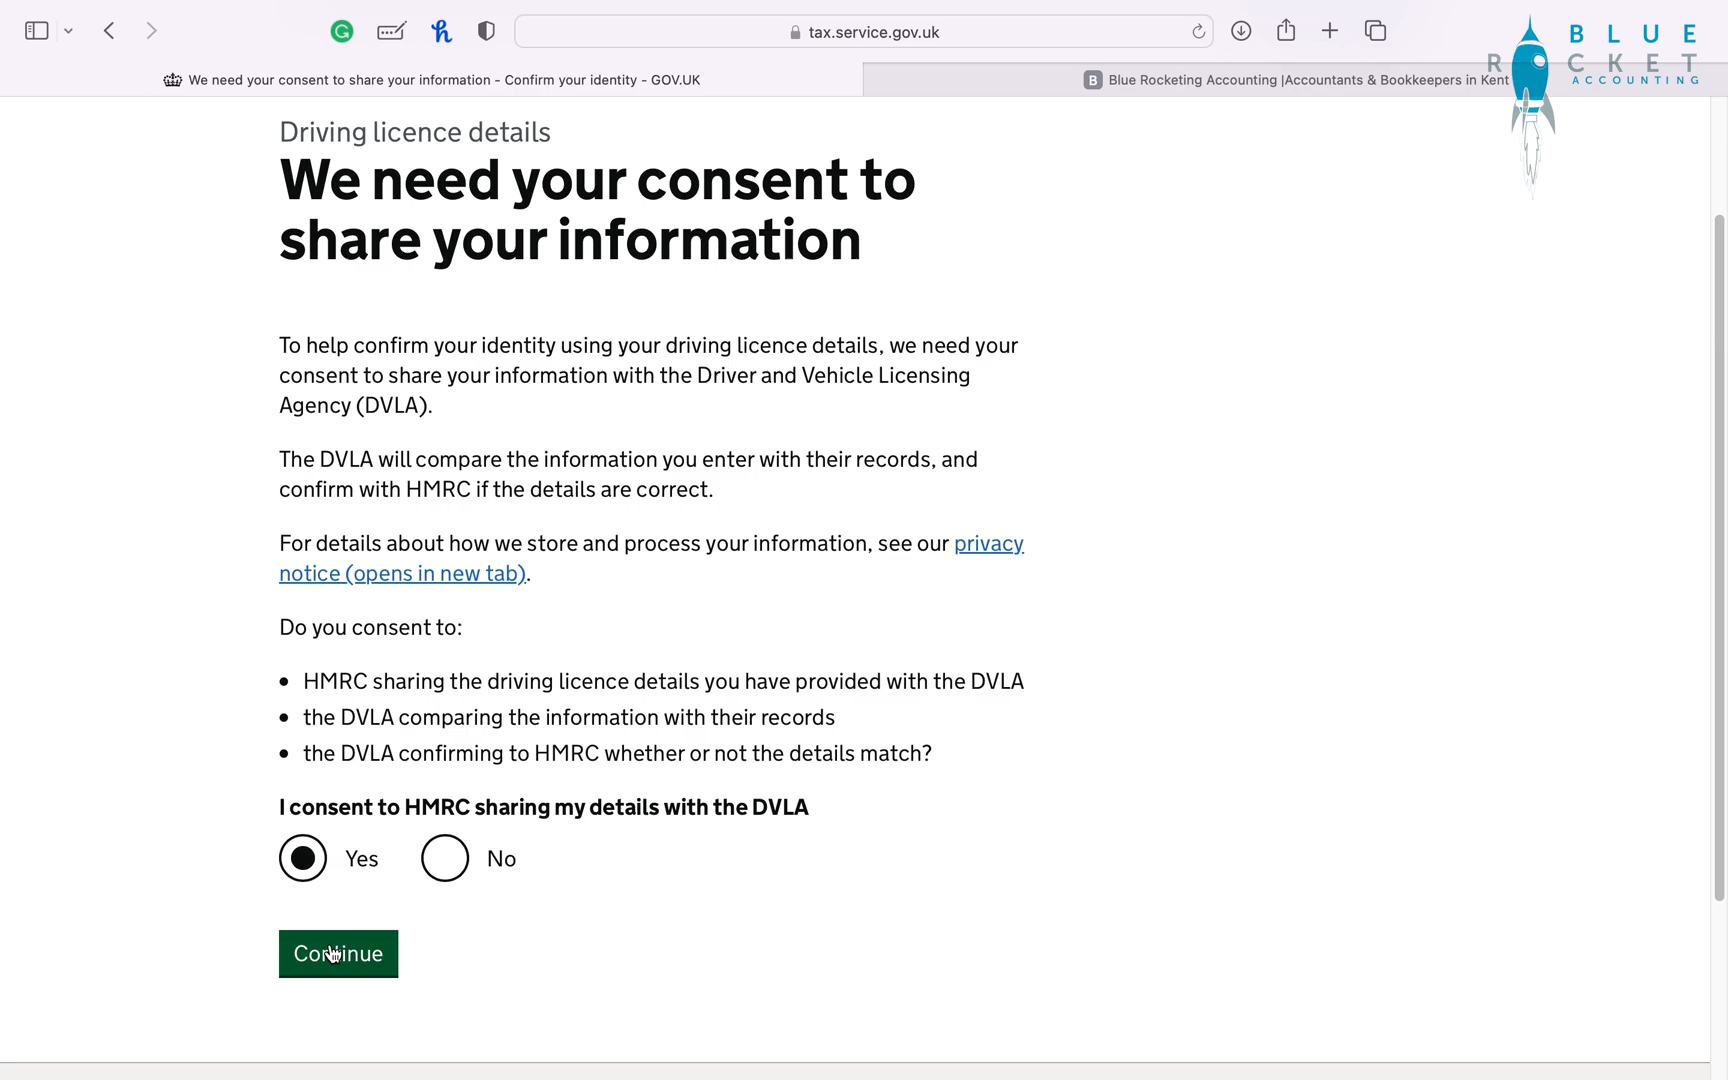 tax.service.gov.uk
We need your consent to share your information - Confirm your identity - GOV.UK
B Blue Rocketing Accounting |Accountants & Bookkeepers in Kent
BLUE
ROCKET
ACCOUNTING
Driving licence details
We need your consent to
share your information
To help confirm your identity using your driving licence details, we need your
consent to share your information with the Driver and Vehicle Licensing
Agency (DVLA).
The DVLA will compare the information you enter with their records, and
confirm with HMRC if the details are correct.
For details about how we store and process your information, see our privacy
notice (opens in new tab).
Do you consent to:
• HMRC sharing the driving licence details you have provided with the DVLA
• the DVLA comparing the information with their records
• the DVLA confirming to HMRC whether or not the details match?
I consent to HMRC sharing my details with the DVLA
Yes No
Continue